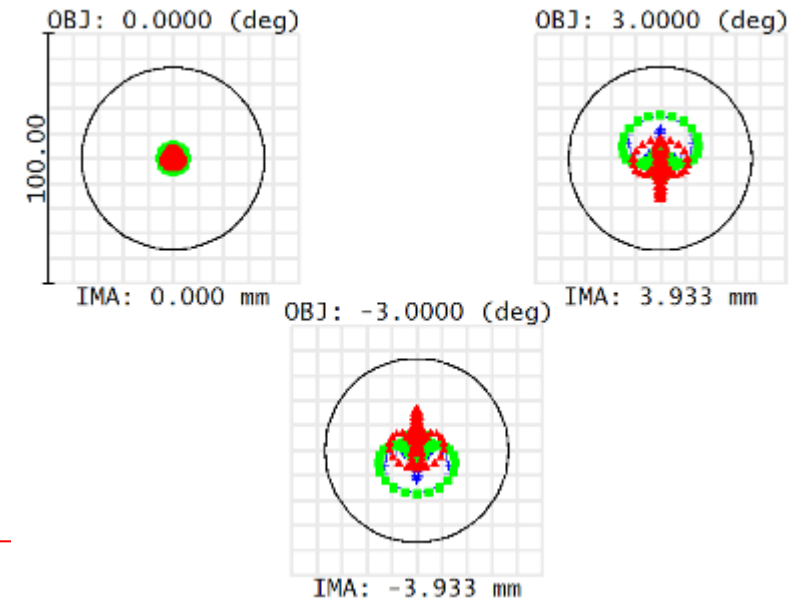 OBJ: 0.0000 (deg)
OBJ: 3.0000 (deg)
100.00
IMA: 0.000 mm
IMA: 3.933 mm
OBJ: -3.0000 (deg)
IMA: -3.933 mm